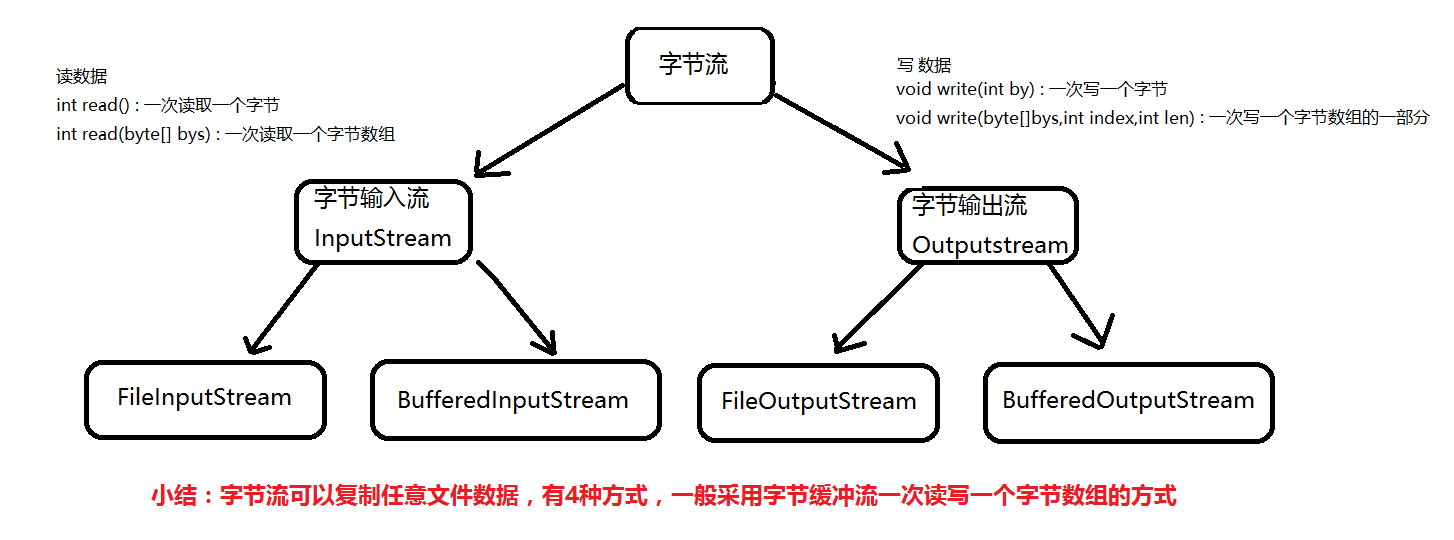 字节流
读数据
int read() : 一次读取一个字节
int read(byte[] bys) : 一次读取一个字节数组
写 数据
void write(int by) : 一次写一个字节
void write(byte[]bys,int index,int len) : 一次写一个字节数组的一部分
字节输入流
InputStream
字节输出流
Outputstream
FileInputStream
BufferedInputStream
FileOutputStream
BufferedOutputStream
小结：字节流可以复制任意文件数据，有4种方式，一般采用字节缓冲流一次读写一个字节数组的方式